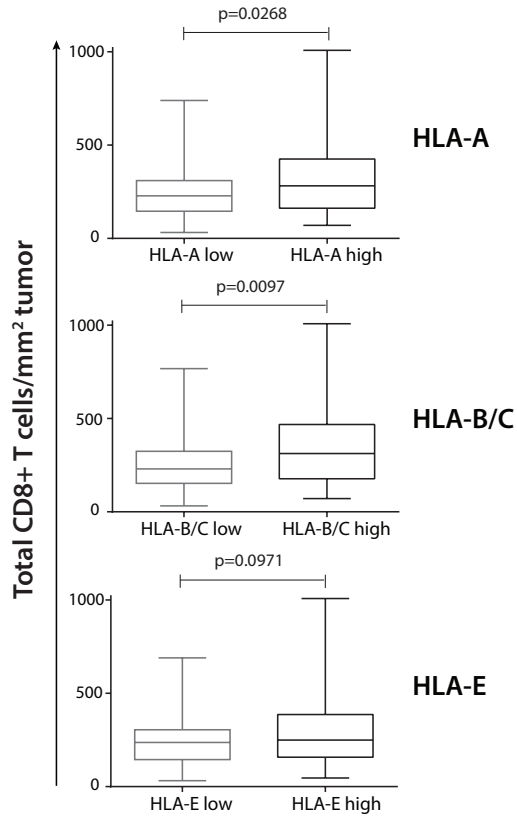 Total CD8+ T cells/mm² tumor
p=0.0268
1000
500
0
HLA-A low
HLA-A high
HLA-A
p=0.0097
1000
500
0
HLA-B/C low
HLA-B/C high
HLA-B/C
p=0.0971
1000
500
0
HLA-E low
HLA-E high
HLA-E